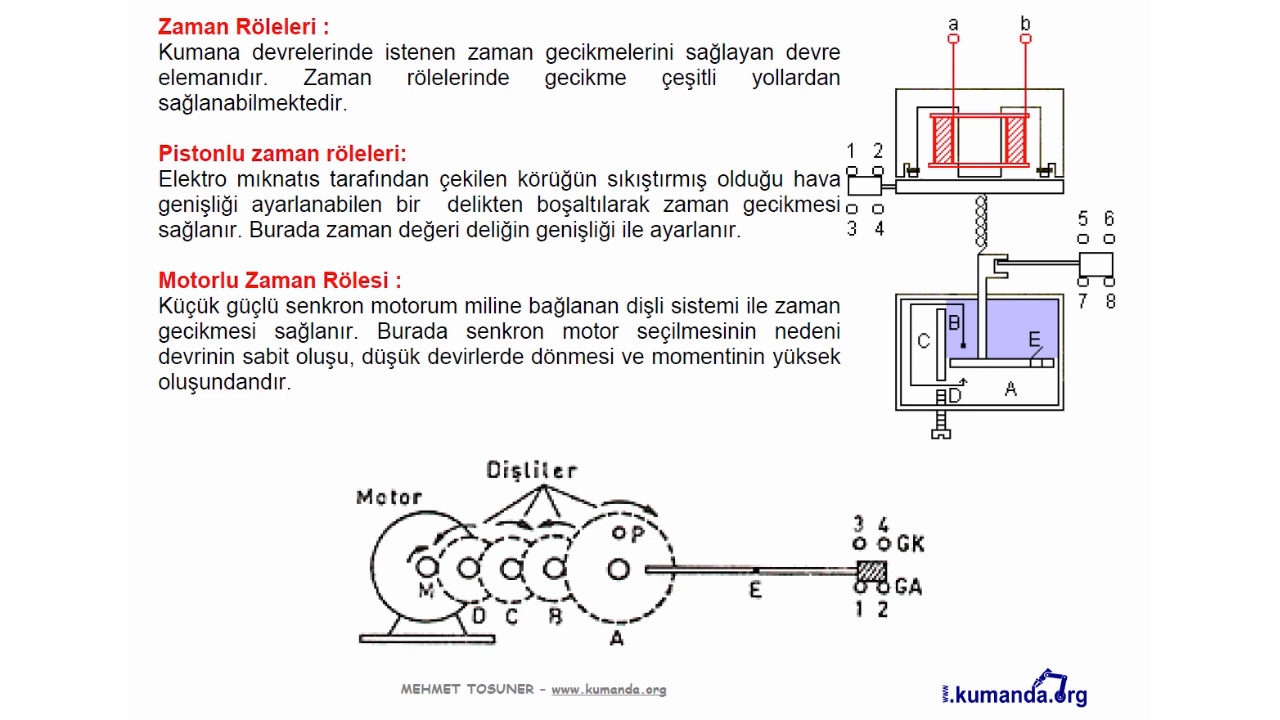 Zaman Röleleri :
Kumana devrelerinde istenen zaman gecikmelerini sağlayan devre
elemanıdır. Zaman rölelerinde gecikme çeşitli yollardan
sağlanabilmektedir.
Pistonlu zaman röleleri:
Elektro mıknatıs tarafından çekilen körüğün sıkıştırmış olduğu hava
genişliği ayarlanabilen bir delikten boşaltılarak zaman gecikmesi
sağlanır. Burada zaman değeri deliğin genişliği ile ayarlanır.
Motorlu Zaman Rölesi :
Küçük güçlü senkron motorum miline bağlanan dişli sistemi ile zaman
gecikmesi sağlanır. Burada senkron motor seçilmesinin nedeni
devrinin sabit oluşu, düşük devirlerde dönmesi ve momentinin yüksek
oluşundandır.
a b
1 2
3 4
5 6
7 8
B
C E
D A
Dişliler
Motor
3 4
P GK
M E GA
D C B 1 2
A
MEHMET TOSUNER - www.kumanda.org
www.kumanda.org